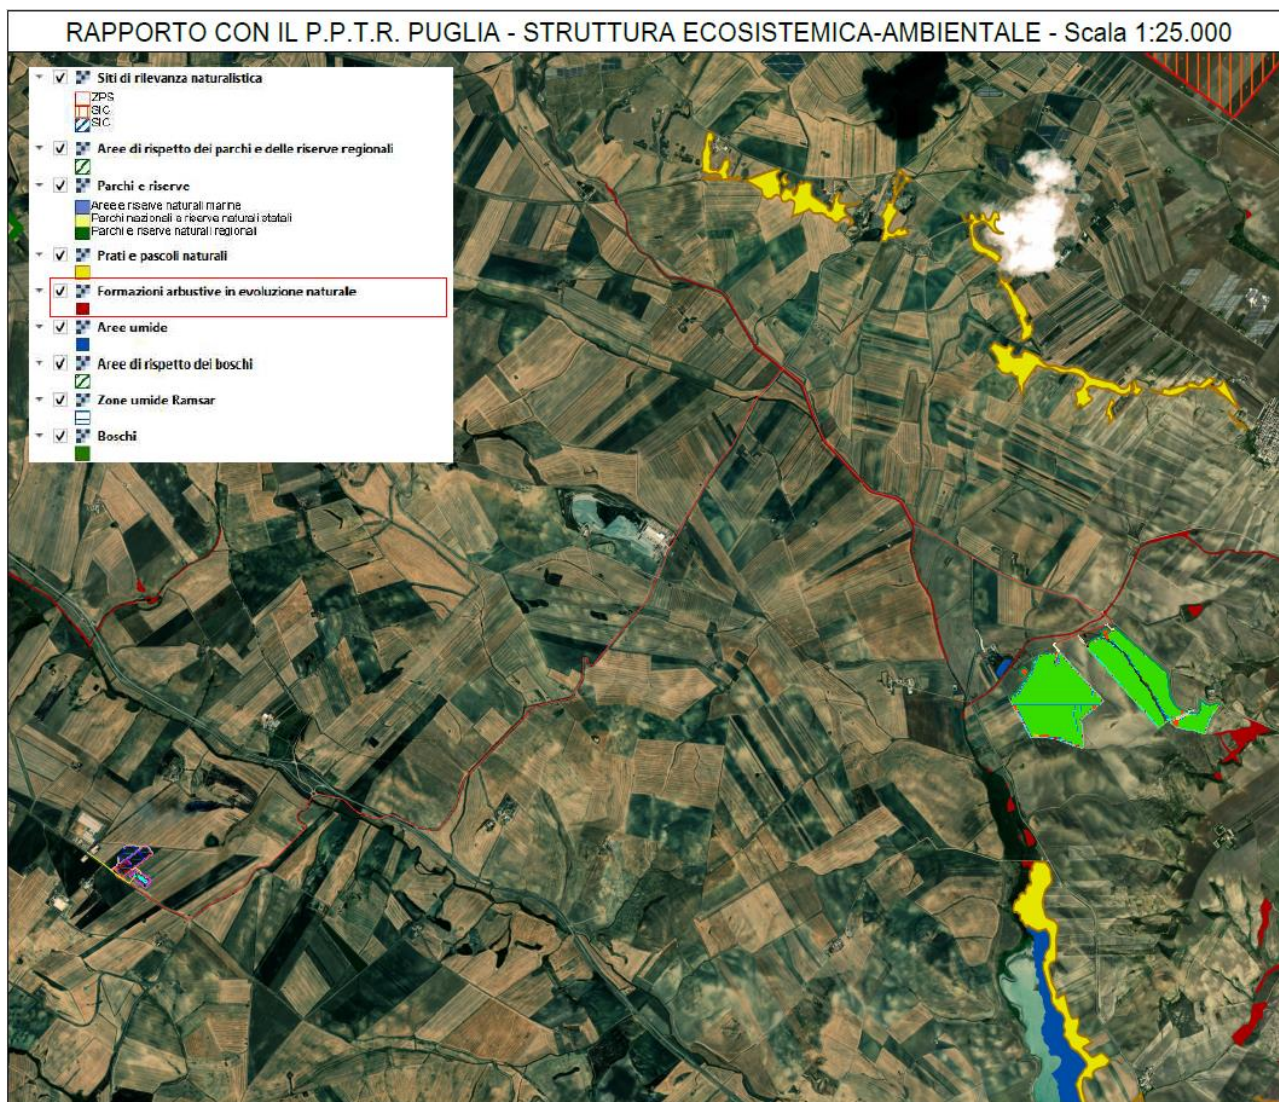 RAPPORTO CON IL P.P.T.R. PUGLIA - STRUTTURA ECOSISTEMICA-AMBIENTALE - Scala 1:25.000
Siti di rilevanza naturalistica
ZPS
SIC
SIC
Aree di rispetto dei parchi e delle riserve regionali
Parchi e riserve
Aree e riserve naturali marine
Parchi nazionali e riserve naturali statali
Parchi e riserve naturali regionali
Prati e pascoli naturali
Formazioni arbustive in evoluzione naturale
Aree umide
Aree di rispetto dei boschi
Zone umide Ramsar
Boschi